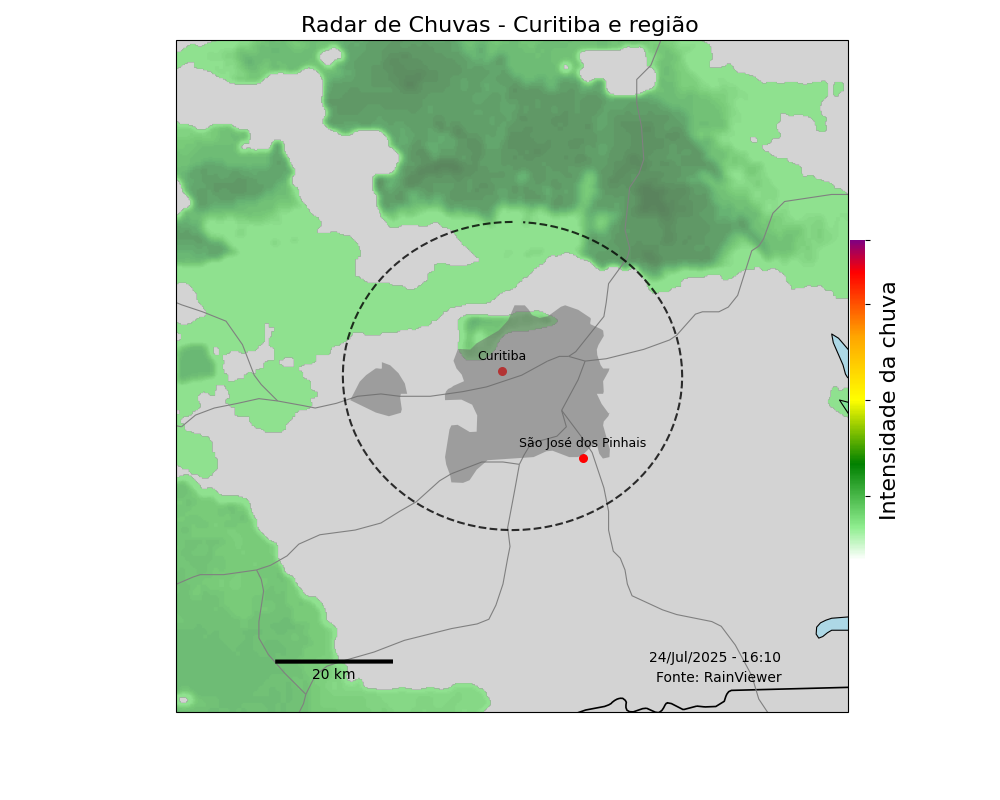 Radar de Chuvas - Curitiba e região
Curitiba
São José dos Pinhais
Intensidade da chuva
24/Jul/2025 - 16:10
20 km
Fonte: RainViewer